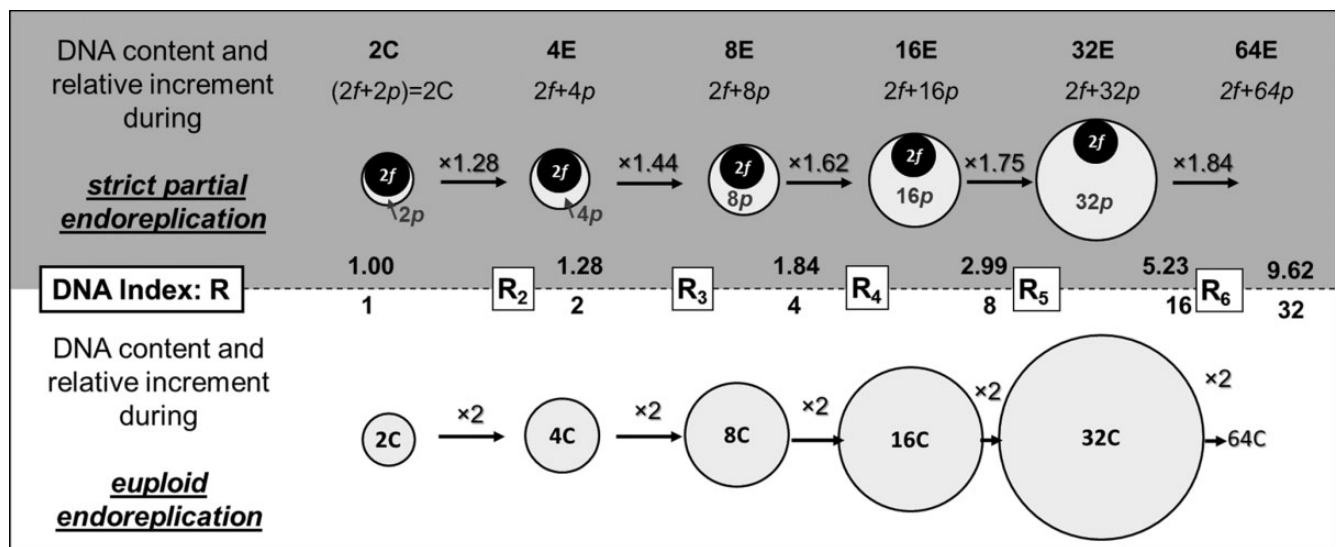 DNA content and
relative increment
during
strict partial
endoreplication
2C 4E 8E 16E 32E 64E
(2f+2p)=2C 2f+4p 2f+8p 2f+16p 2f+32p 2f+64p
2f ×1.28 2f ×1.44 2f ×1.62 2f ×1.75 2f ×1.84
2p 4p 8p 16p 32p
1.00 1.28 1.84 2.99 5.23 9.62
DNA Index: R R2 R3 R4 R5 R6
1 2 4 8 16 32
DNA content and
relative increment
during
euploid
endoreplication
×2 ×2 ×2 ×2 ×2
2C 4C 8C 16C 32C 64C